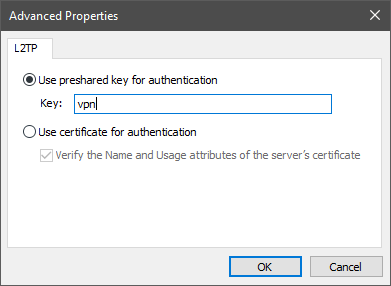 Advanced Properties
L2TP
Use preshared key for authentication
Key: vpn
Use certificate for authentication
Verify the Name and Usage attributes of the server's certificate
OK Cancel